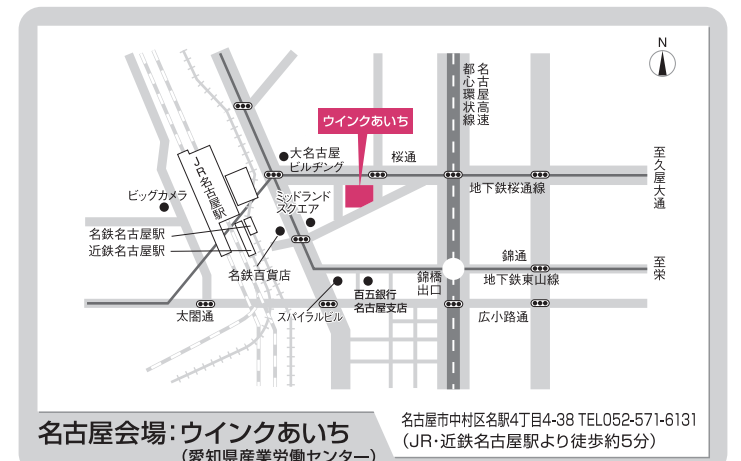 N
名古屋高速
都心環状線
ウインクあいち
大名古屋
ビルヂング
桜通
至久屋大通
JR名古屋駅
地下鉄桜通線
ビッグカメラ
ミッドランド
スクエア
名鉄名古屋駅
近鉄名古屋駅
錦通
至栄
名鉄百貨店
錦橋
出口
地下鉄東山線
百五銀行
名古屋支店
太閤通
スパイラルビル
広小路通
名古屋会場:ウインクあいち
(愛知県産業労働センター)
名古屋市中村区名駅4丁目4-38 TEL052-571-6131
(JR・近鉄名古屋駅より徒歩約5分)